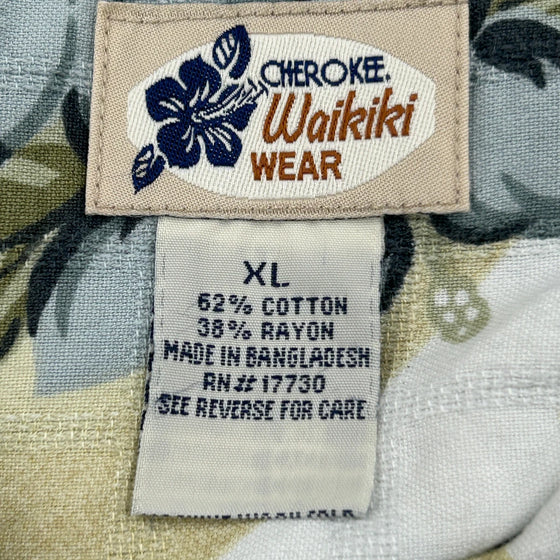 CHEROKEE.
Waikiki
WEAR
XL
62% COTTON
38% RAYON
MADE IN BANGLADESH
RN# 17730
SEE REVERSE FOR CARE